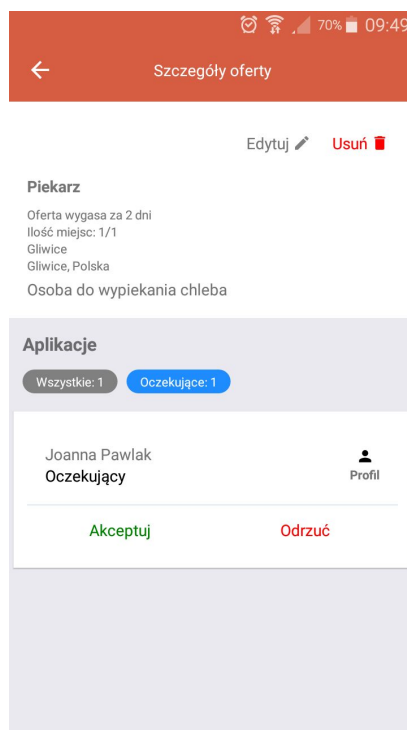 70% 09:49
Szczegóły oferty
Edytuj Usuń
Piekarz
Oferta wygasa za 2 dni
Ilość miejsc: 1/1
Gliwice
Gliwice, Polska
Osoba do wypiekania chleba
Aplikacje
Wszystkie: 1 Oczekujące: 1
Joanna Pawlak
Oczekujący
Profil
Akceptuj Odrzuć